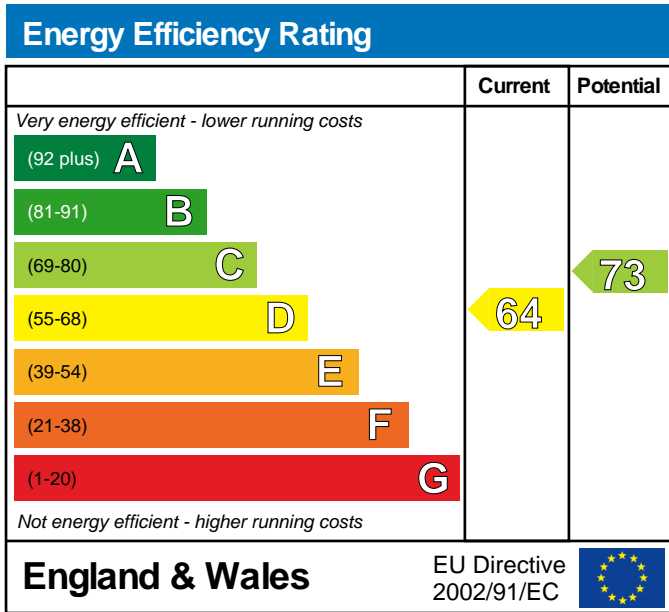 Energy Efficiency Rating
Current Potential
Very energy efficient - lower running costs
(92 plus) A
(81-91) B
(69-80) C
73
(55-68) D
64
(39-54) E
(21-38) F
(1-20) G
Not energy efficient - higher running costs
England & Wales
EU Directive
2002/91/EC